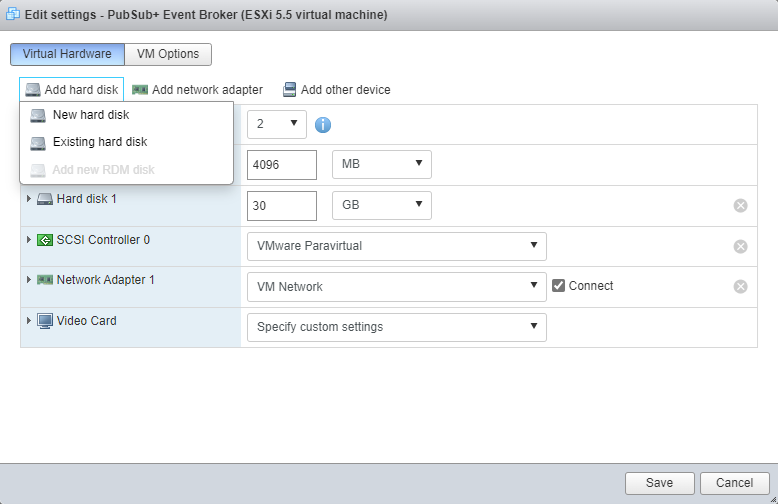 Edit settings - PubSub+ Event Broker (ESXi 5.5 virtual machine)
Virtual Hardware VM Options
Add hard disk Add network adapter Add other device
New hard disk
2
Existing hard disk
Add new RDM disk
4096 MB
Hard disk 1 30 GB
SCSI Controller 0 VMware Paravirtual
Network Adapter 1 VM Network Connect
Video Card Specify custom settings
Save Cancel